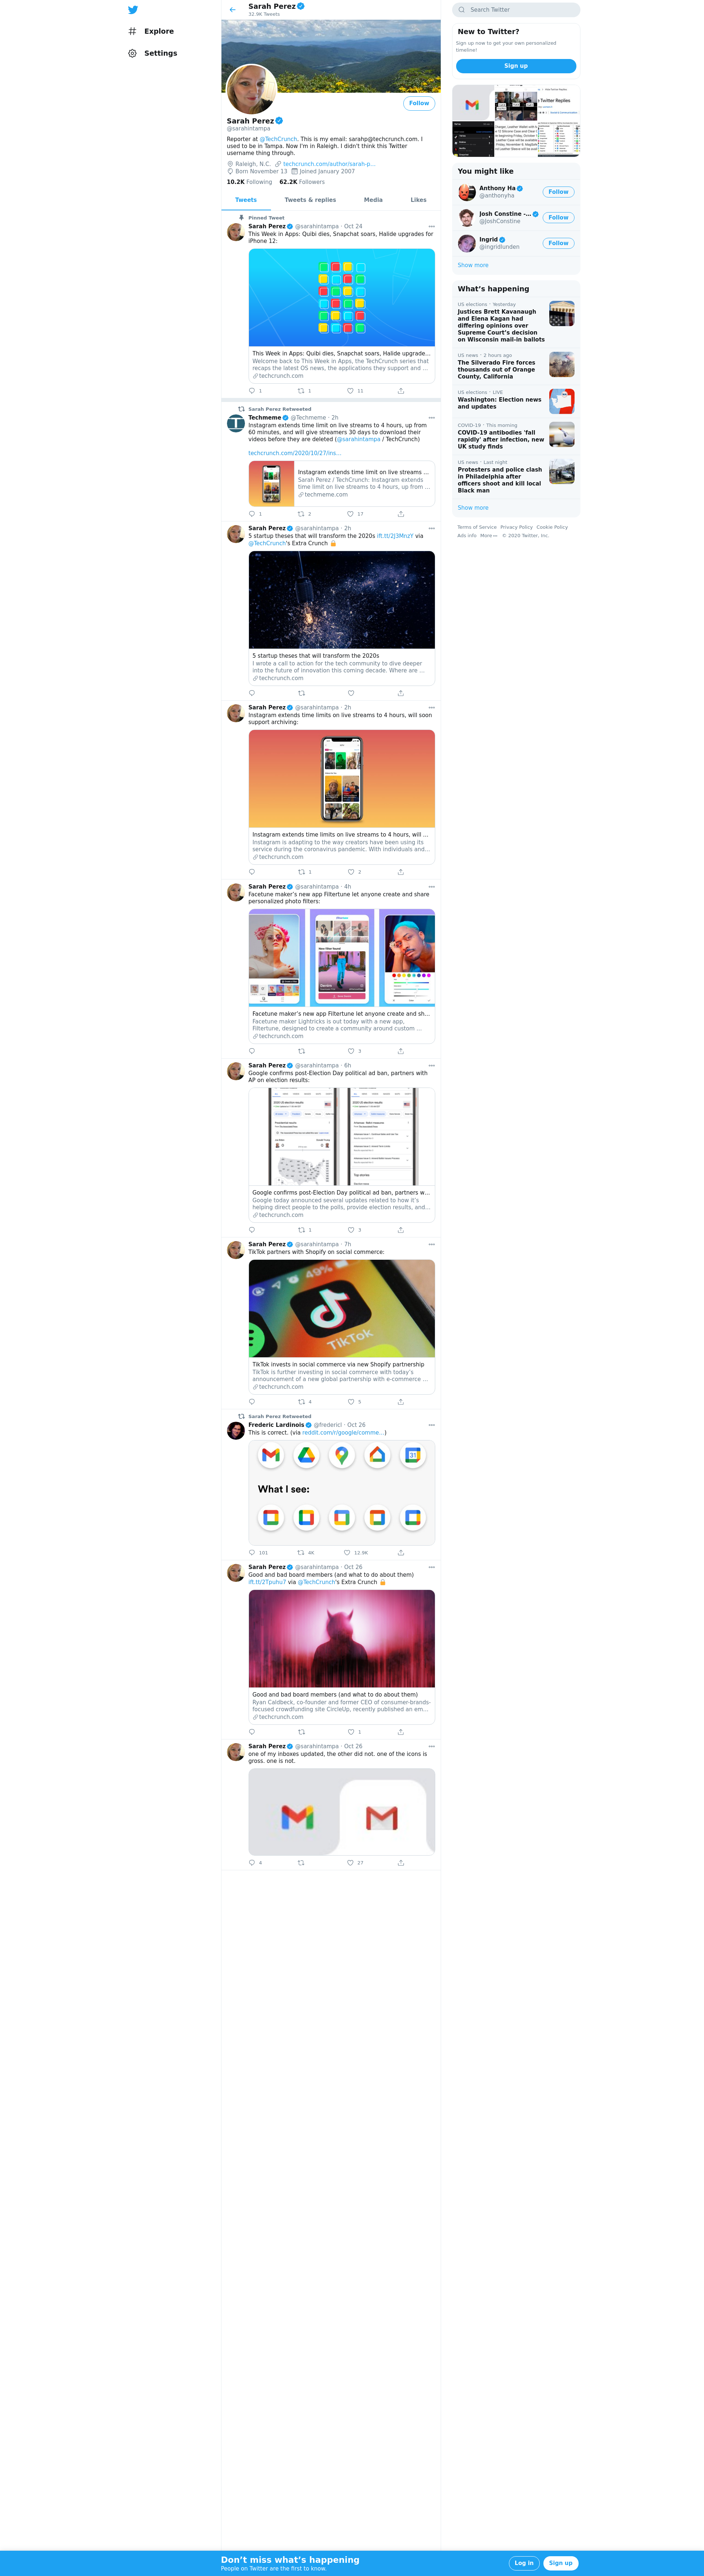 Explore
Settings
Sarah Perez
32.9K Tweets
Follow
Sarah Perez
@sarahintampa
Reporter at @TechCrunch. This is my email: sarahp@techcrunch.com. I
used to be in Tampa. Now I'm in Raleigh. I didn't think this Twitter
username thing through.
Raleigh, N.C. techcrunch.com/author/sarah-p…
Born November 13 Joined January 2007
10.2K Following 62.2K Followers
Tweets Tweets & replies Media Likes
Pinned Tweet
Sarah Perez @sarahintampa · Oct 24
This Week in Apps: Quibi dies, Snapchat soars, Halide upgrades for
iPhone 12:
This Week in Apps: Quibi dies, Snapchat soars, Halide upgrade…
Welcome back to This Week in Apps, the TechCrunch series that
recaps the latest OS news, the applications they support and …
techcrunch.com
1 1 11
Sarah Perez Retweeted
Techmeme @Techmeme · 2h
Instagram extends time limit on live streams to 4 hours, up from
60 minutes, and will give streamers 30 days to download their
videos before they are deleted (@sarahintampa / TechCrunch)
techcrunch.com/2020/10/27/ins…
Instagram extends time limit on live streams …
Sarah Perez / TechCrunch: Instagram extends
time limit on live streams to 4 hours, up from …
techmeme.com
1 2 17
Sarah Perez @sarahintampa · 2h
5 startup theses that will transform the 2020s ift.tt/2J3MnzY via
@TechCrunch's Extra Crunch 🔒
5 startup theses that will transform the 2020s
I wrote a call to action for the tech community to dive deeper
into the future of innovation this coming decade. Where are …
techcrunch.com
Sarah Perez @sarahintampa · 2h
Instagram extends time limits on live streams to 4 hours, will soon
support archiving:
Instagram extends time limits on live streams to 4 hours, will …
Instagram is adapting to the way creators have been using its
service during the coronavirus pandemic. With individuals and…
techcrunch.com
1 2
Sarah Perez @sarahintampa · 4h
Facetune maker's new app Filtertune let anyone create and share
personalized photo filters:
Facetune maker's new app Filtertune let anyone create and sh…
Facetune maker Lightricks is out today with a new app,
Filtertune, designed to create a community around custom …
techcrunch.com
3
Sarah Perez @sarahintampa · 6h
Google confirms post-Election Day political ad ban, partners with
AP on election results:
Top stories
Google confirms post-Election Day political ad ban, partners w…
Google today announced several updates related to how it's
helping direct people to the polls, provide election results, and…
techcrunch.com
1 3
Sarah Perez @sarahintampa · 7h
TikTok partners with Shopify on social commerce:
49%
TikTok
TikTok invests in social commerce via new Shopify partnership
TikTok is further investing in social commerce with today's
announcement of a new global partnership with e-commerce …
techcrunch.com
4 5
Sarah Perez Retweeted
Frederic Lardinois @fredericl · Oct 26
This is correct. (via reddit.com/r/google/comme…)
31
What I see:
101 4K 12.9K
Sarah Perez @sarahintampa · Oct 26
Good and bad board members (and what to do about them)
ift.tt/2Tpuhu7 via @TechCrunch's Extra Crunch 🔒
Good and bad board members (and what to do about them)
Ryan Caldbeck, co-founder and former CEO of consumer-brands-
focused crowdfunding site CircleUp, recently published an em…
techcrunch.com
1
Sarah Perez @sarahintampa · Oct 26
one of my inboxes updated, the other did not. one of the icons is
gross. one is not.
4 27
Search Twitter
New to Twitter?
Sign up now to get your own personalized
timeline!
Sign up
You might like
Anthony Ha
@anthonyha
Follow
Josh Constine -…
@JoshConstine
Follow
Ingrid
@ingridlunden
Follow
Show more
What's happening
US elections · Yesterday
Justices Brett Kavanaugh
and Elena Kagan had
differing opinions over
Supreme Court's decision
on Wisconsin mail-in ballots
US news · 2 hours ago
The Silverado Fire forces
thousands out of Orange
County, California
US elections · LIVE
Washington: Election news
and updates
COVID-19 · This morning
COVID-19 antibodies 'fall
rapidly' after infection, new
UK study finds
US news · Last night
Protesters and police clash
in Philadelphia after
officers shoot and kill local
Black man
Show more
Terms of Service Privacy Policy Cookie Policy
Ads info More ••• © 2020 Twitter, Inc.
Don't miss what's happening
People on Twitter are the first to know.
Log in Sign up